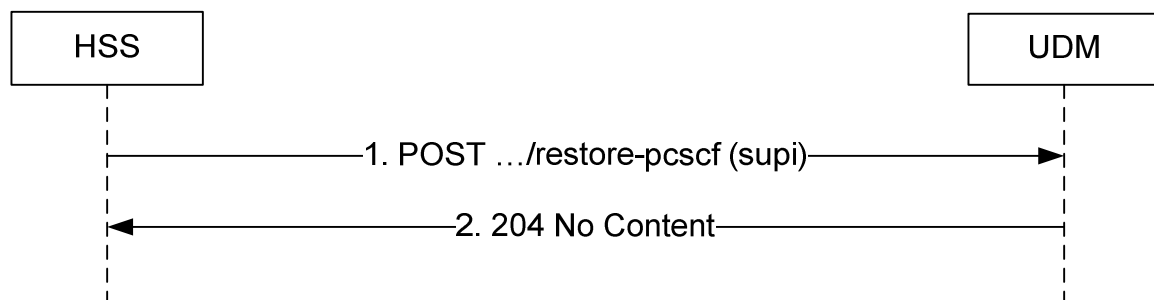 HSS
UDM
1. POST …/restore-pcscf (supi)
2. 204 No Content